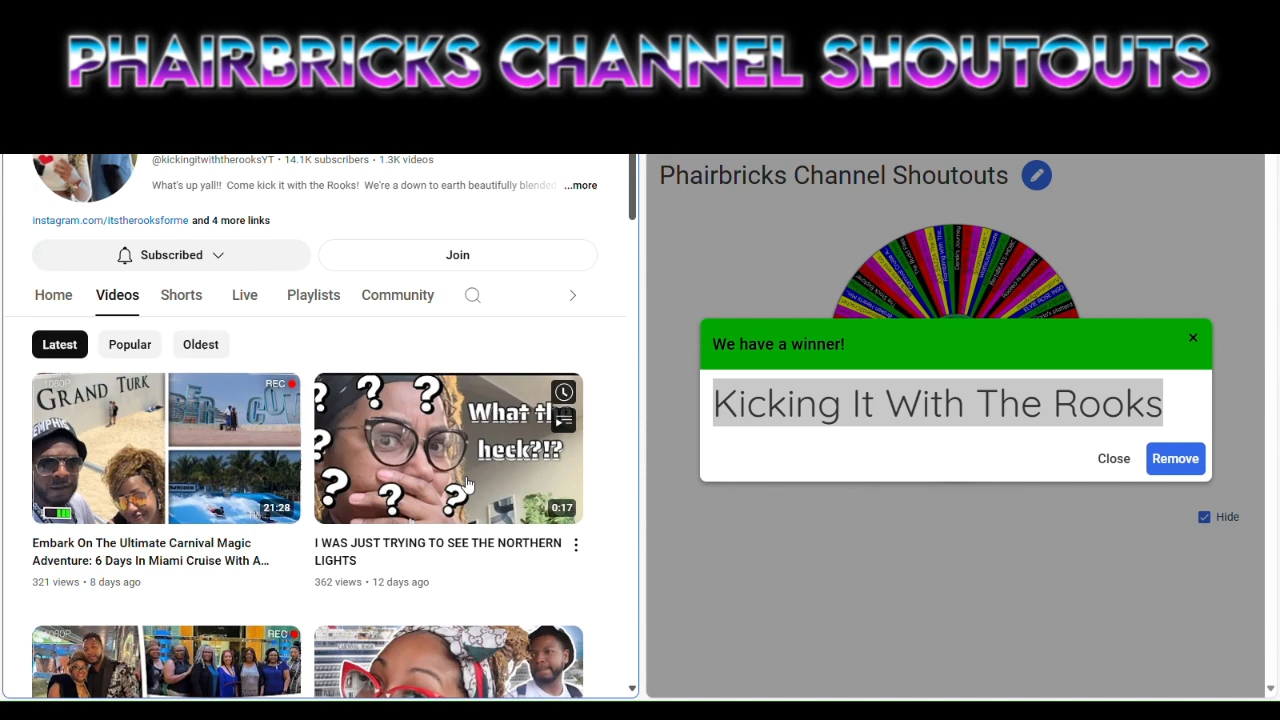 PHAIRBRICKS CHANNEL SHOUTOUTS
@kickingitwiththerooksYT • 14.1K subscribers • 1.3K videos
What's up yall!! Come kick it with the Rooks! We're a down to earth beautifully blended ...more
instagram.com/itstherooksforme and 4 more links
Subscribed
Join
Home Videos Shorts Live Playlists Community
Latest Popular Oldest
1080P
GRAND TURK
REC
MEMPHIS
21:28
What th
heck?!?
? ? ? ? ? ? ? ?
0:17
Embark On The Ultimate Carnival Magic
Adventure: 6 Days In Miami Cruise With A...
321 views • 8 days ago
I WAS JUST TRYING TO SEE THE NORTHERN
LIGHTS
362 views • 12 days ago
1080P
REC
Phairbricks Channel Shoutouts
We have a winner!
Kicking It With The Rooks
Close
Remove
Hide